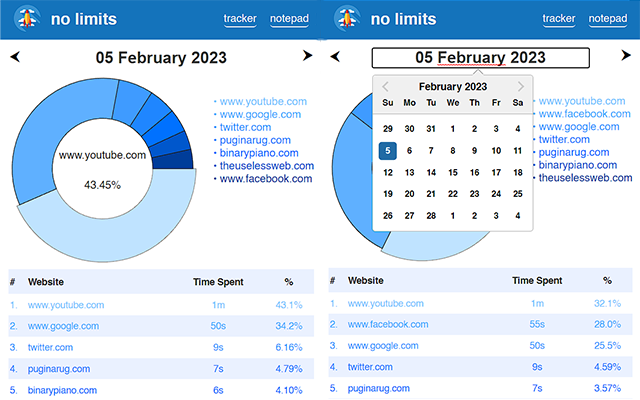 no limits
tracker
notepad
05 February 2023
• www.youtube.com
• www.google.com
• twitter.com
• puginarug.com
• binarypiano.com
• theuselessweb.com
• www.facebook.com
www.youtube.com
43.45%
# Website Time Spent %
1. www.youtube.com 1m 43.1%
2. www.google.com 50s 34.2%
3. twitter.com 9s 6.16%
4. puginarug.com 7s 4.79%
5. binarypiano.com 6s 4.10%
no limits
tracker
notepad
05 February 2023
February 2023
Su Mo Tu We Th Fr Sa
29 30 31 1 2 3 4
5 6 7 8 9 10 11
12 13 14 15 16 17 18
19 20 21 22 23 24 25
26 27 28 1 2 3 4
www.youtube.com
www.facebook.com
www.google.com
twitter.com
puginarug.com
binarypiano.com
theuselessweb.com
# Website Time Spent %
1. www.youtube.com 1m 32.1%
2. www.facebook.com 55s 28.0%
3. www.google.com 50s 25.5%
4. twitter.com 9s 4.59%
5. puginarug.com 7s 3.57%